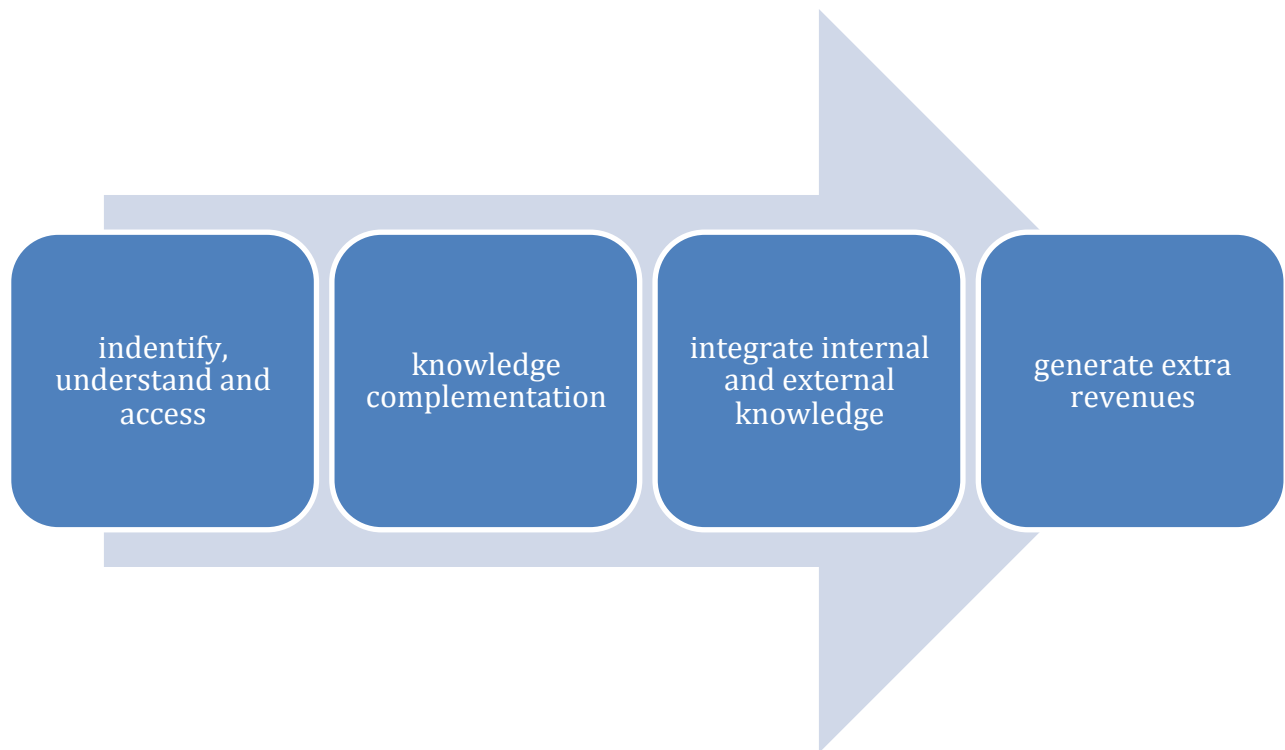 indentify,
understand and
access
knowledge
complementation
integrate internal
and external
knowledge
generate extra
revenues